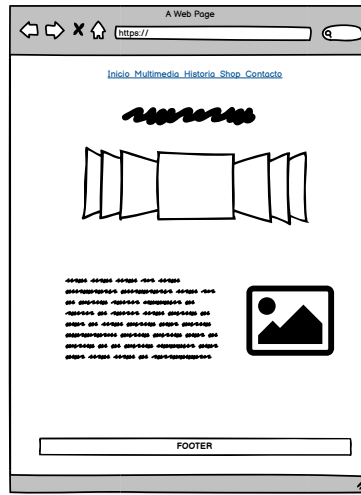 A Web Page
https://
Inicio Multimedia Historia Shop Contacto
FOOTER